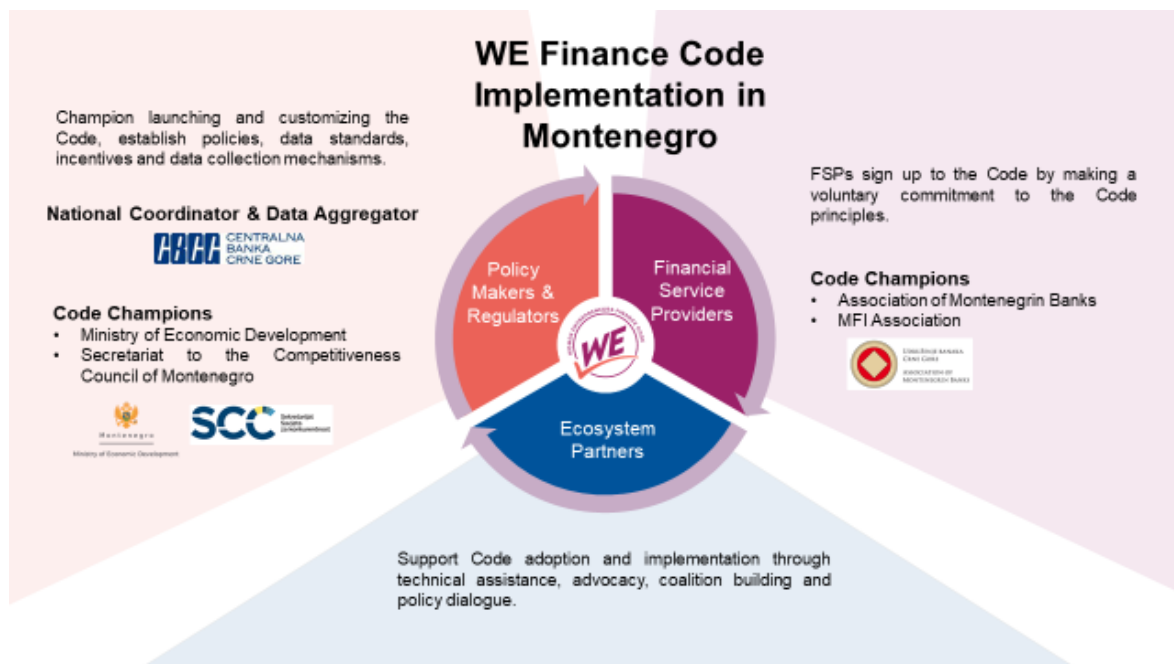 WE Finance Code
Implementation in
Montenegro
Champion launching and customizing the
Code, establish policies, data standards,
incentives and data collection mechanisms.
National Coordinator & Data Aggregator
CBCG CENTRALNA
BANKA
CRNE GORE
Code Champions
• Ministry of Economic Development
• Secretariat to the Competitiveness
Council of Montenegro
Montenegro
Ministry of Economic Development
SCC
Policy
Makers &
Regulators
Financial
Service
Providers
WE
Ecosystem
Partners
FSPs sign up to the Code by making a
voluntary commitment to the Code
principles.
Code Champions
• Association of Montenegrin Banks
• MFI Association
UDRUŽENJE BANAKA
CRNE GORE
ASSOCIATION OF
MONTENEGRIN BANKS
Support Code adoption and implementation through
technical assistance, advocacy, coalition building and
policy dialogue.